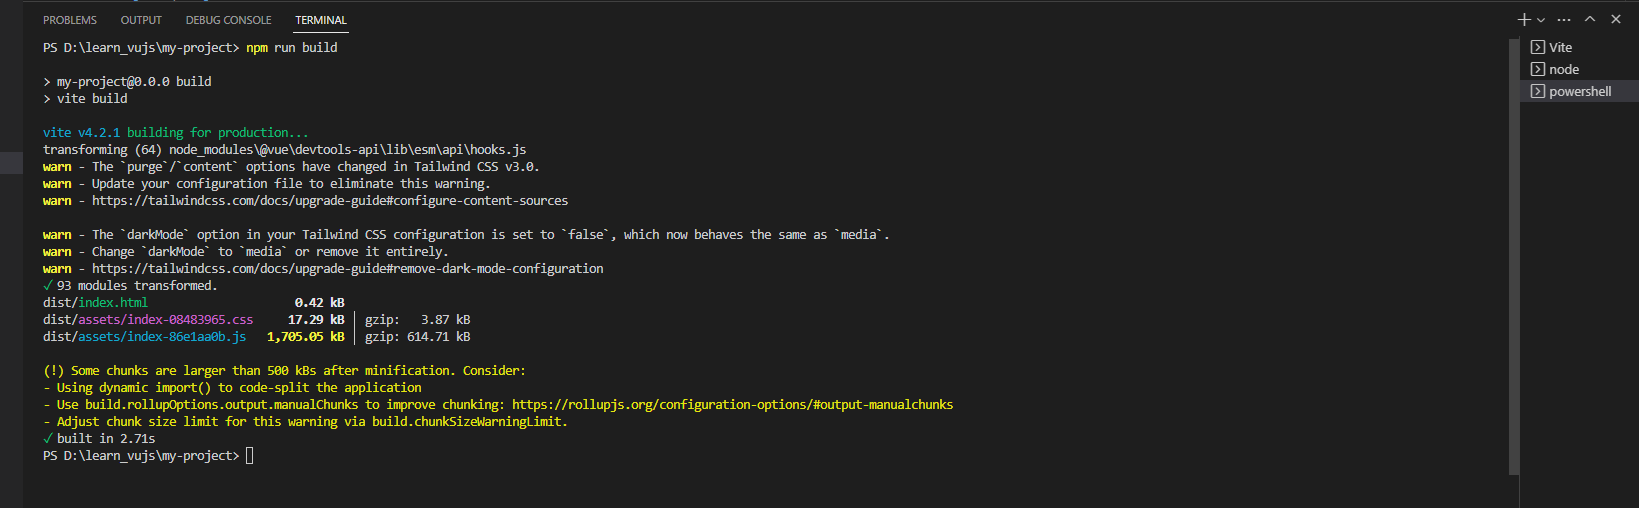 PROBLEMS OUTPUT DEBUG CONSOLE TERMINAL
PS D:\learn_vujs\my-project> npm run build
> my-project@0.0.0 build
> vite build
vite v4.2.1 building for production...
transforming (64) node_modules\@vue\devtools-api\lib\esm\api\hooks.js
warn - The `purge`/`content` options have changed in Tailwind CSS v3.0.
warn - Update your configuration file to eliminate this warning.
warn - https://tailwindcss.com/docs/upgrade-guide#configure-content-sources
warn - The `darkMode` option in your Tailwind CSS configuration is set to `false`, which now behaves the same as `media`.
warn - Change `darkMode` to `media` or remove it entirely.
warn - https://tailwindcss.com/docs/upgrade-guide#remove-dark-mode-configuration
✓ 93 modules transformed.
dist/index.html 0.42 kB
dist/assets/index-08483965.css 17.29 kB │ gzip: 3.87 kB
dist/assets/index-86e1aa0b.js 1,705.05 kB │ gzip: 614.71 kB
(!) Some chunks are larger than 500 kBs after minification. Consider:
- Using dynamic import() to code-split the application
- Use build.rollupOptions.output.manualChunks to improve chunking: https://rollupjs.org/configuration-options/#output-manualchunks
- Adjust chunk size limit for this warning via build.chunkSizeWarningLimit.
✓ built in 2.71s
PS D:\learn_vujs\my-project>
Vite
node
powershell